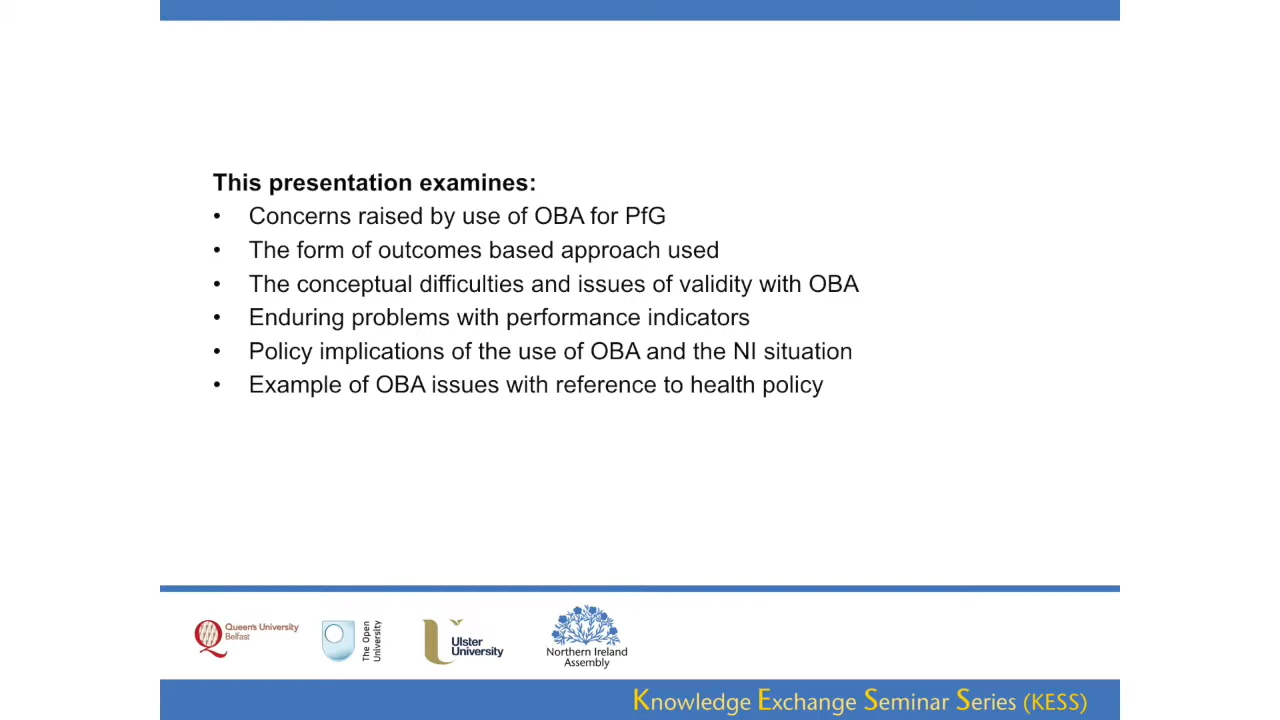 This presentation examines:
• Concerns raised by use of OBA for PfG
• The form of outcomes based approach used
• The conceptual difficulties and issues of validity with OBA
• Enduring problems with performance indicators
• Policy implications of the use of OBA and the NI situation
• Example of OBA issues with reference to health policy
Queen's University
Belfast
The Open
University
Ulster
University
Northern Ireland
Assembly
Knowledge Exchange Seminar Series (KESS)